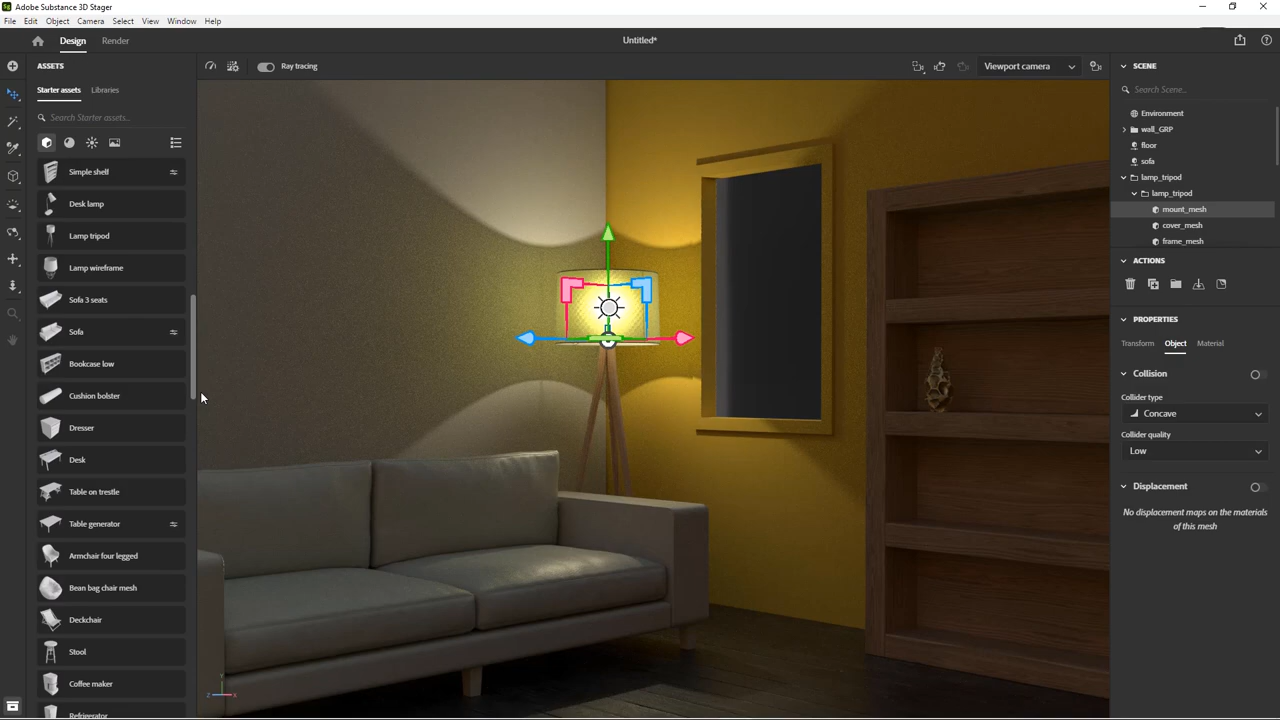 Adobe Substance 3D Stager
File Edit Object Camera Select View Window Help
Design Render
Untitled*
ASSETS
Starter assets Libraries
Search Starter assets...
Simple shelf
Desk lamp
Lamp tripod
Lamp wireframe
Sofa 3 seats
Sofa
Bookcase low
Cushion bolster
Dresser
Desk
Table on trestle
Table generator
Armchair four legged
Bean bag chair mesh
Deckchair
Stool
Coffee maker
Refrigerator
Ray tracing
Viewport camera
Y
Z X
SCENE
Search Scene...
Environment
wall_GRP
floor
sofa
lamp_tripod
lamp_tripod
mount_mesh
cover_mesh
frame_mesh
ACTIONS
PROPERTIES
Transform Object Material
Collision
Collider type
Concave
Collider quality
Low
Displacement
No displacement maps on the materials
of this mesh